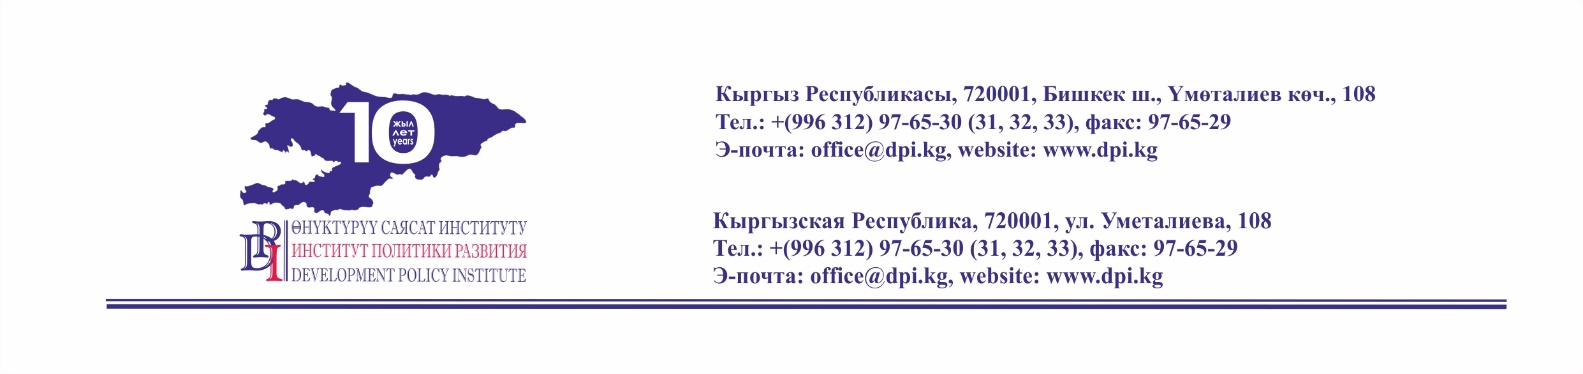 10
жыл
лет
years
DPI
ӨНҮКТҮРҮҮ САЯСАТ ИНСТИТУТУ
ИНСТИТУТ ПОЛИТИКИ РАЗВИТИЯ
DEVELOPMENT POLICY INSTITUTE
Кыргыз Республикасы, 720001, Бишкек ш., Үмөталиев көч., 108
Тел.: +(996 312) 97-65-30 (31, 32, 33), факс: 97-65-29
Э-почта: office@dpi.kg, website: www.dpi.kg
Кыргызская Республика, 720001, ул. Уметалиева, 108
Тел.: +(996 312) 97-65-30 (31, 32, 33), факс: 97-65-29
Э-почта: office@dpi.kg, website: www.dpi.kg